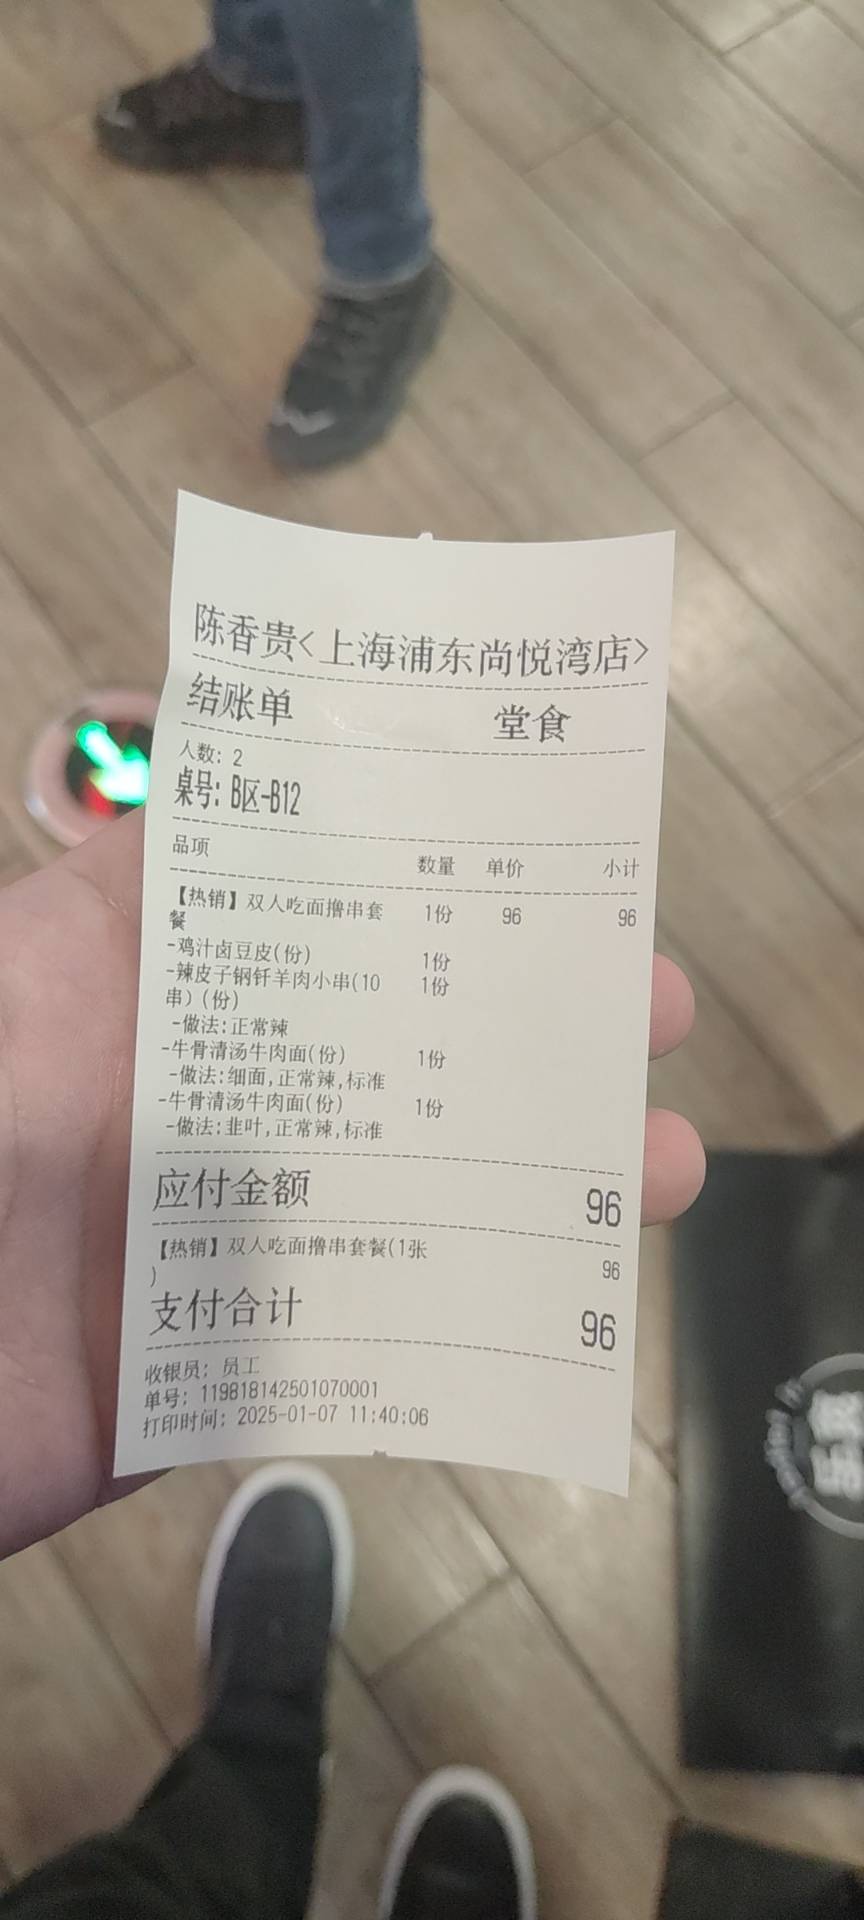 陈香贵<上海浦东尚悦湾店>
结账单 堂食
人数: 2
桌号: B区-B12
品项 数量 单价 小计
【热销】双人吃面撸串套 1份 96 96
餐
-鸡汁卤豆皮(份) 1份
-辣皮子钢钎羊肉小串(10 1份
串)(份)
-做法:正常辣
-牛骨清汤牛肉面(份) 1份
-做法:细面,正常辣,标准
-牛骨清汤牛肉面(份) 1份
-做法:韭叶,正常辣,标准
应付金额 96
【热销】双人吃面撸串套餐(1张 96
)
支付合计 96
收银员: 员工
单号: 119818142501070001
打印时间: 2025-01-07 11:40:06